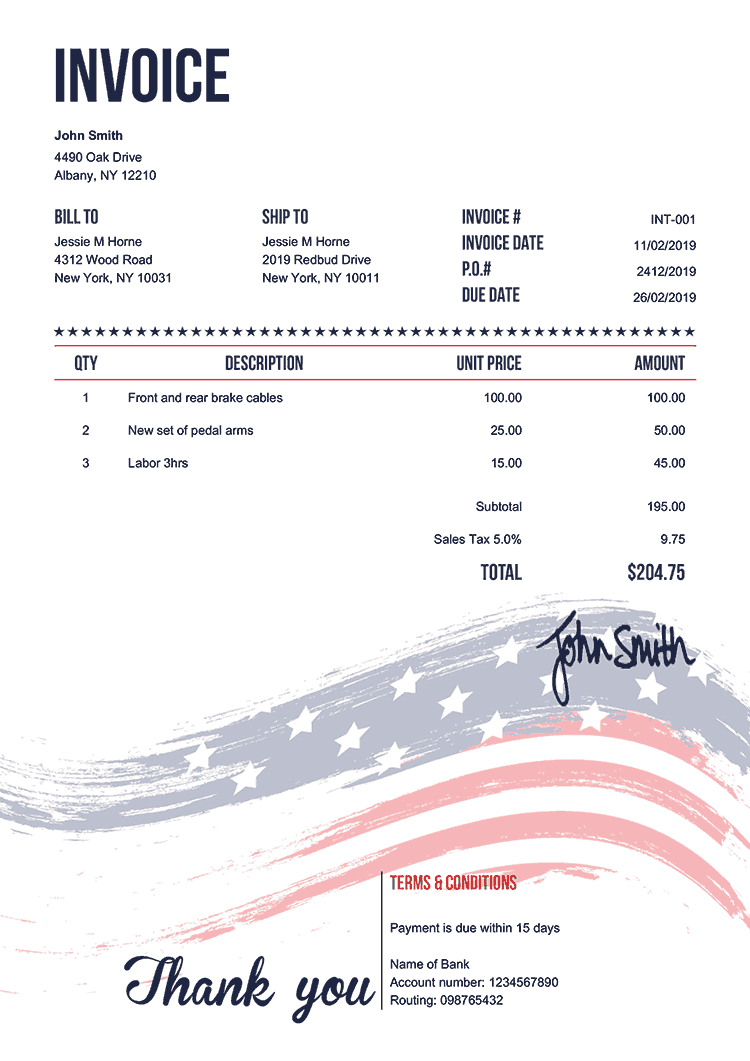 INVOICE
John Smith
4490 Oak Drive
Albany, NY 12210
BILL TO
Jessie M Horne
4312 Wood Road
New York, NY 10031
SHIP TO
Jessie M Horne
2019 Redbud Drive
New York, NY 10011
INVOICE # INT-001
INVOICE DATE 11/02/2019
P.O.# 2412/2019
DUE DATE 26/02/2019
QTY DESCRIPTION UNIT PRICE AMOUNT
1 Front and rear brake cables 100.00 100.00
2 New set of pedal arms 25.00 50.00
3 Labor 3hrs 15.00 45.00
Subtotal 195.00
Sales Tax 5.0% 9.75
TOTAL $204.75
John Smith
Thank you
TERMS & CONDITIONS
Payment is due within 15 days
Name of Bank
Account number: 1234567890
Routing: 098765432